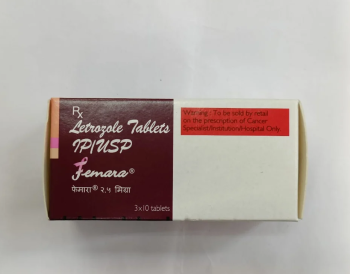 Rx
Letrozole Tablets
IP/USP
Femara®
फेमारा® २.५ मिग्रा
3x10 tablets
Warning : To be sold by retail
on the prescription of Cancer
Specialist/Institution/Hospital Only.